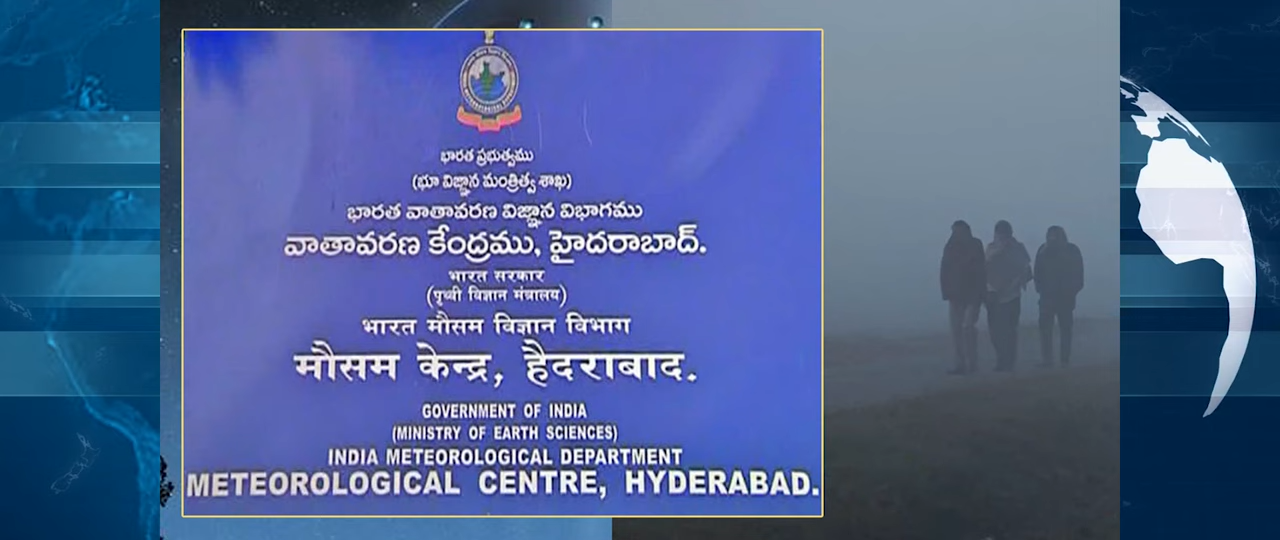 భారత ప్రభుత్వము
(భూ విజ్ఞాన మంత్రిత్వ శాఖ)
భారత వాతావరణ విజ్ఞాన విభాగము
వాతావరణ కేంద్రము, హైదరాబాద్.
भारत सरकार
(पृथ्वी विज्ञान मंत्रालय)
भारत मौसम विज्ञान विभाग
मौसम केन्द्र, हैदराबाद.
GOVERNMENT OF INDIA
(MINISTRY OF EARTH SCIENCES)
INDIA METEOROLOGICAL DEPARTMENT
METEOROLOGICAL CENTRE, HYDERABAD.